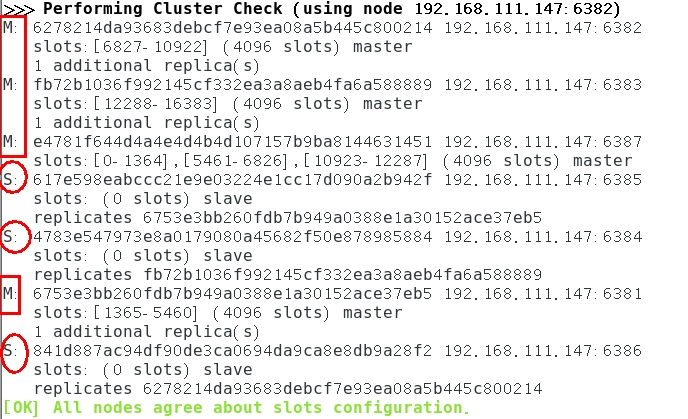 >>> Performing Cluster Check (using node 192.168.111.147:6382)
M: 6278214da93683debcf7e93ea08a5b445c800214 192.168.111.147:6382
slots:[6827-10922] (4096 slots) master
1 additional replica(s)
M: fb72b1036f992145cf332ea3a8aeb4fa6a588889 192.168.111.147:6383
slots:[12288-16383] (4096 slots) master
1 additional replica(s)
M: e4781f644d4a4e4d4b4d107157b9ba8144631451 192.168.111.147:6387
slots:[0-1364],[5461-6826],[10923-12287] (4096 slots) master
S: 617e598eabccc21e9e03224e1cc17d090a2b942f 192.168.111.147:6385
slots: (0 slots) slave
replicates 6753e3bb260fdb7b949a0388e1a30152ace37eb5
S: 4783e547973e8a0179080a45682f50e878985884 192.168.111.147:6384
slots: (0 slots) slave
replicates fb72b1036f992145cf332ea3a8aeb4fa6a588889
M: 6753e3bb260fdb7b949a0388e1a30152ace37eb5 192.168.111.147:6381
slots:[1365-5460] (4096 slots) master
1 additional replica(s)
S: 841d887ac94df90de3ca0694da9ca8e8db9a28f2 192.168.111.147:6386
slots: (0 slots) slave
replicates 6278214da93683debcf7e93ea08a5b445c800214
[OK] All nodes agree about slots configuration.